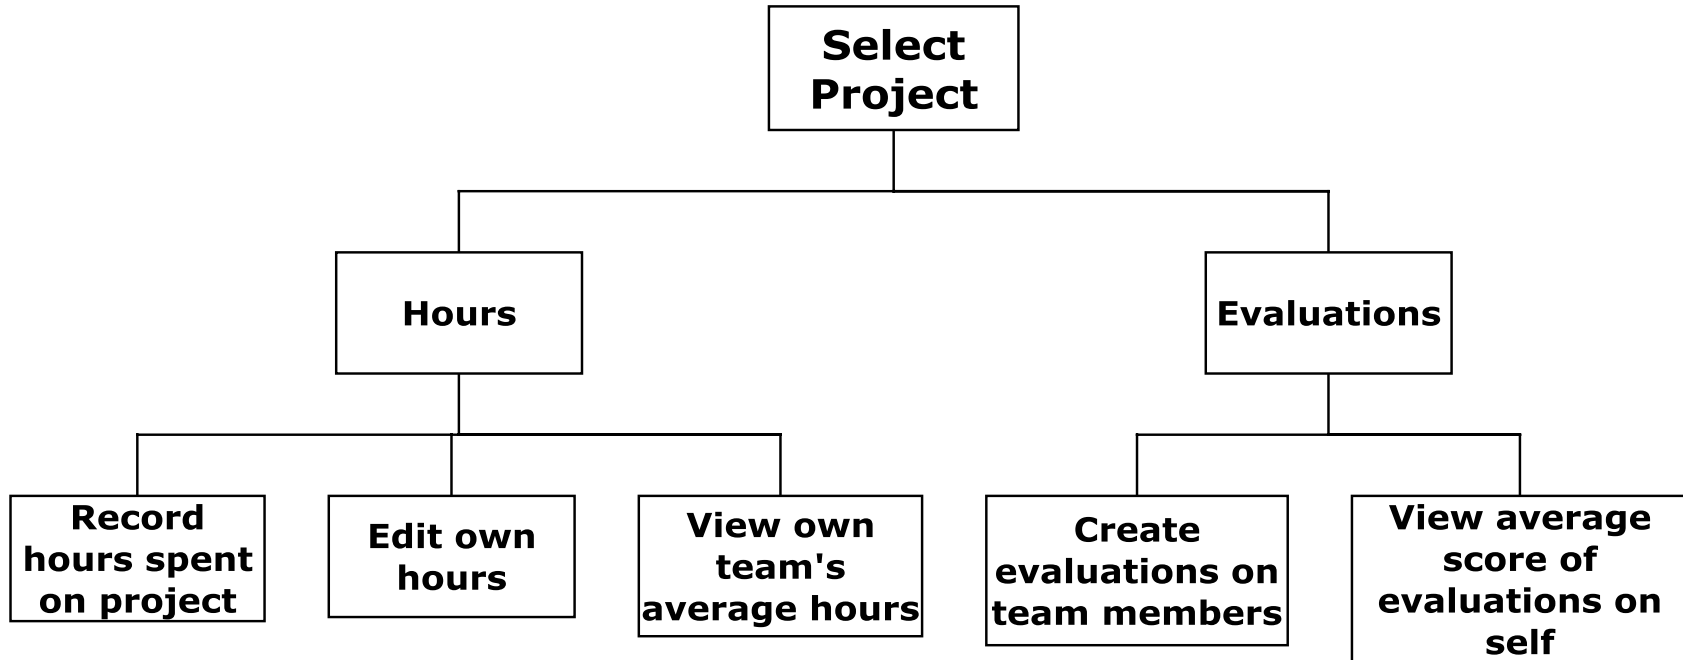 Select
Project
Hours
Evaluations
Record
hours spent
on project
Edit own
hours
View own
team's
average hours
Create
evaluations on
team members
View average
score of
evaluations on
self